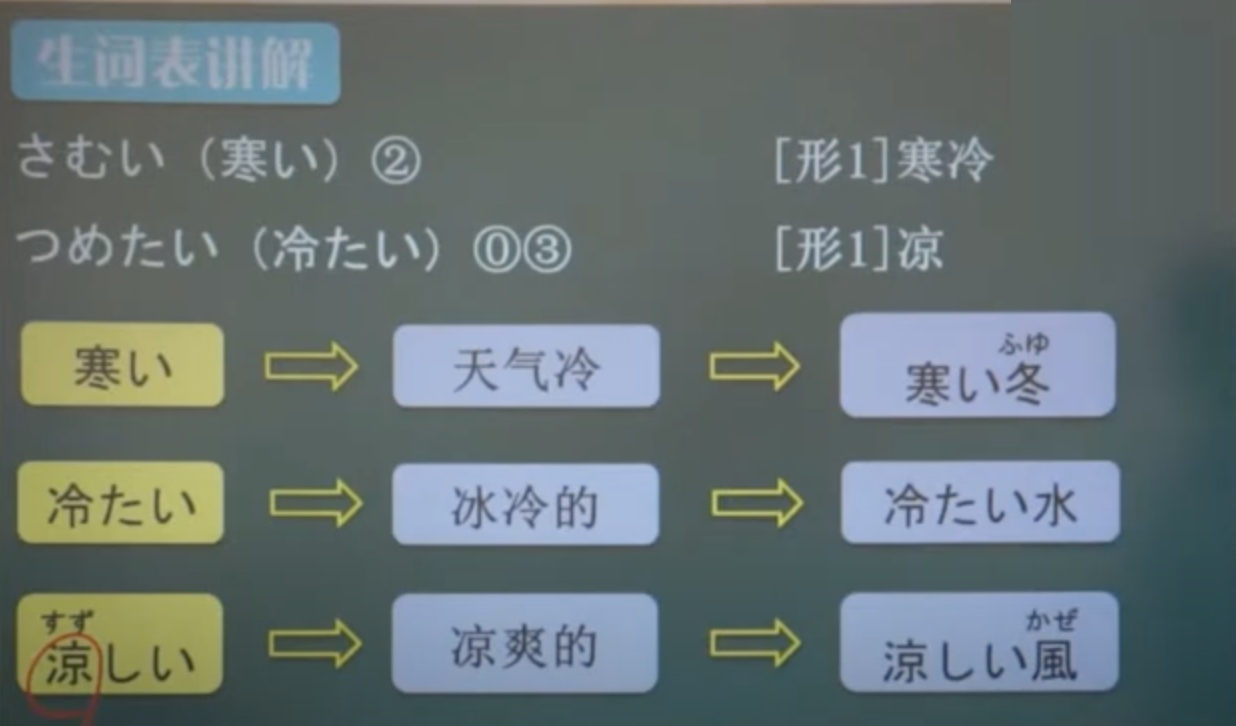 生词表讲解
さむい（寒い）② [形1]寒冷
つめたい（冷たい）⓪③ [形1]凉
寒い ⇨ 天气冷 ⇨ 寒い冬
ふゆ
冷たい ⇨ 冰冷的 ⇨ 冷たい水
すず かぜ
涼しい ⇨ 凉爽的 ⇨ 涼しい風